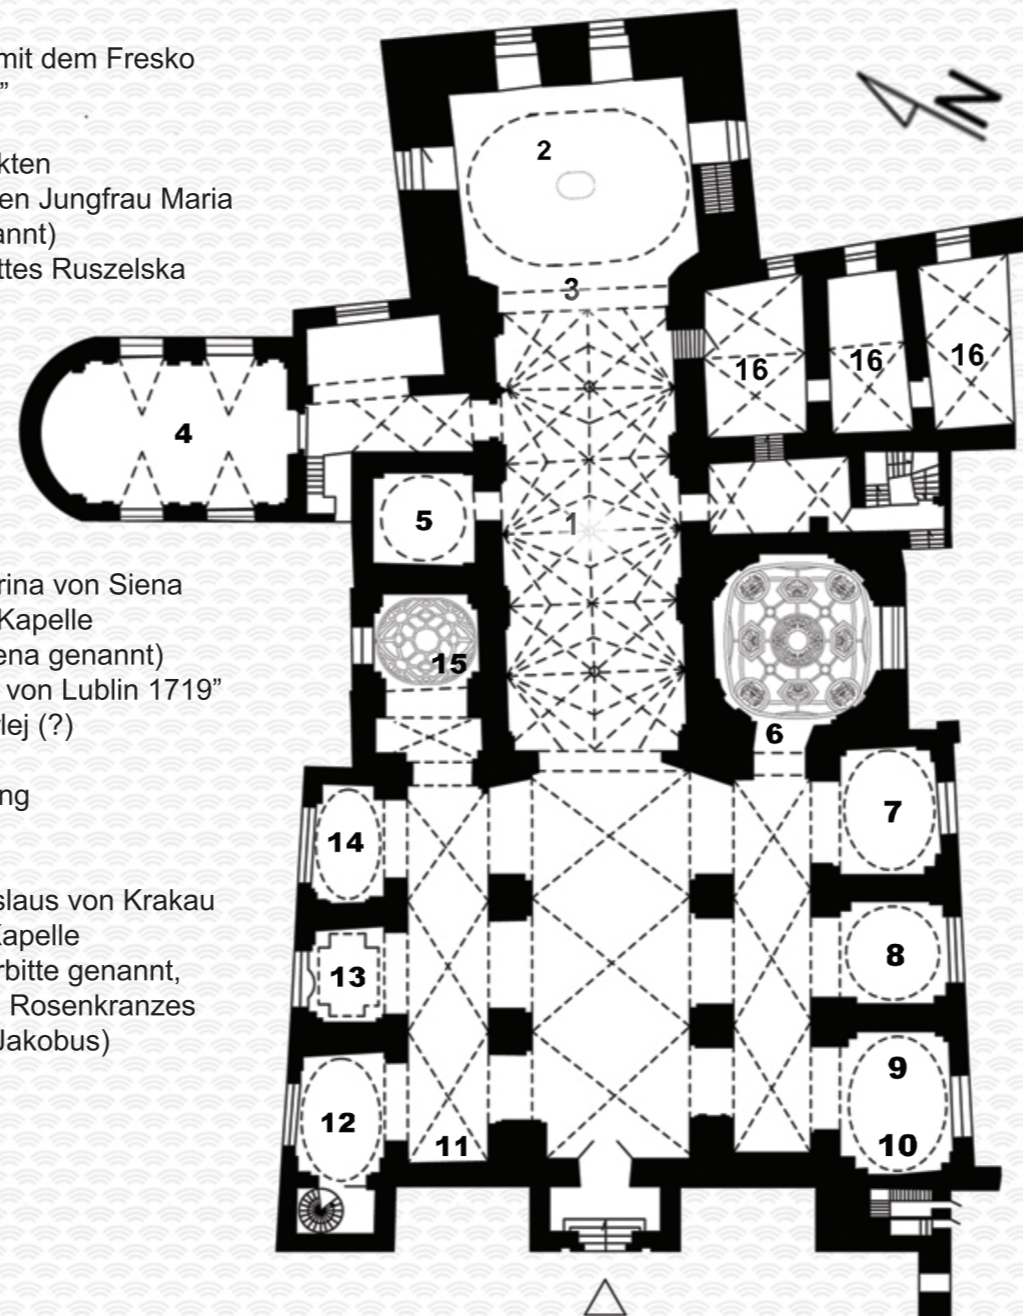 mit dem Fresko
”
kten
en Jungfrau Maria
annt)
ttes Ruszelska
rina von Siena
Kapelle
ena genannt)
von Lublin 1719”
lej (?)
ng
slaus von Krakau
Kapelle
rbitte genannt,
Rosenkranzes
Jakobus)
N
2
3
16
16
16
4
5
1
15
6
7
14
8
13
9
12
11
10